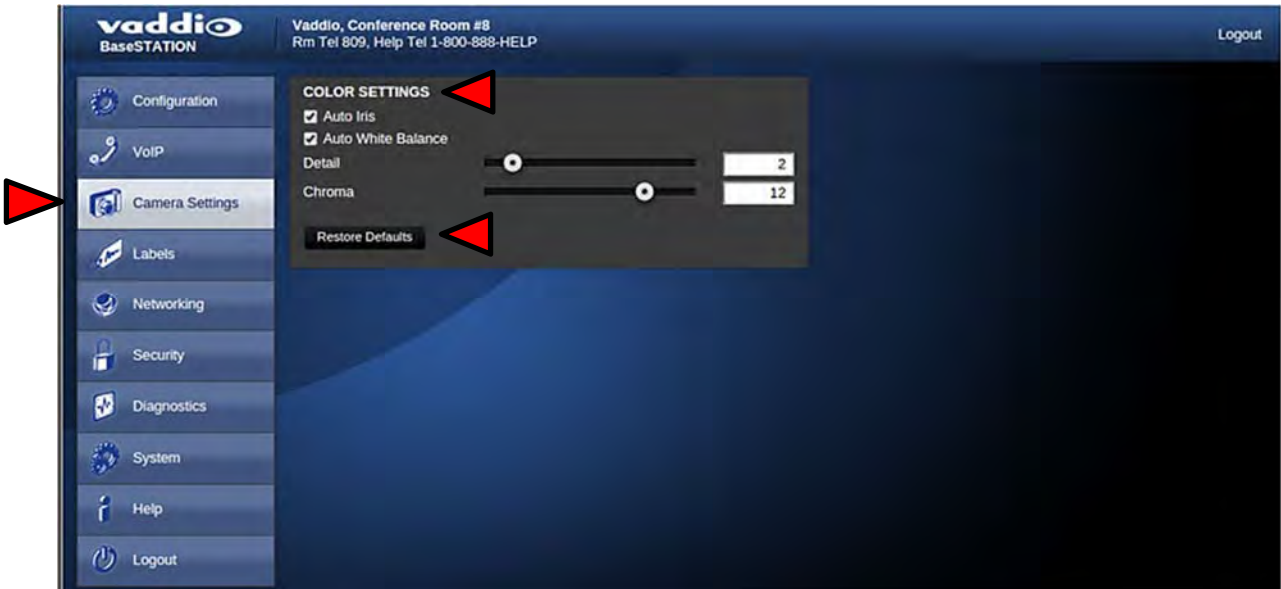 vaddio
BaseSTATION
Vaddio, Conference Room #8
Rm Tel 809, Help Tel 1-800-888-HELP
Logout
Configuration
VoIP
Camera Settings
Labels
Networking
Security
Diagnostics
System
Help
Logout
COLOR SETTINGS
Auto Iris
Auto White Balance
Detail 2
Chroma 12
Restore Defaults